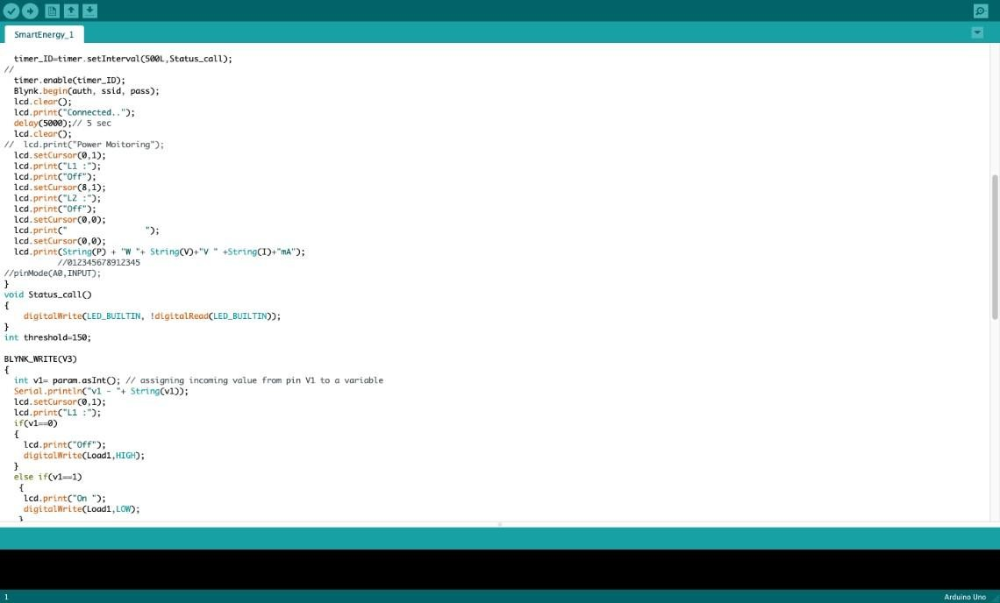 SmartEnergy_1
timer_ID=timer.setInterval(500L,Status_call);
//
timer.enable(timer_ID);
Blynk.begin(auth, ssid, pass);
lcd.clear();
lcd.print("Connected..");
delay(5000);// 5 sec
lcd.clear();
//  lcd.print("Power Moitoring");
lcd.setCursor(0,1);
lcd.print("L1 :");
lcd.print("Off");
lcd.setCursor(8,1);
lcd.print("L2 :");
lcd.print("Off");
lcd.setCursor(0,0);
lcd.print("                ");
lcd.setCursor(0,0);
lcd.print(String(P) + "W "+ String(V)+"V " +String(I)+"mA");
//012345678912345
//pinMode(A0,INPUT);
}
void Status_call()
{
digitalWrite(LED_BUILTIN, !digitalRead(LED_BUILTIN));
}
int threshold=150;
BLYNK_WRITE(V3)
{
int v1= param.asInt(); // assigning incoming value from pin V1 to a variable
Serial.println("v1 - "+ String(v1));
lcd.setCursor(0,1);
lcd.print("L1 :");
if(v1==0)
{
lcd.print("Off");
digitalWrite(Load1,HIGH);
}
else if(v1==1)
{
lcd.print("On ");
digitalWrite(Load1,LOW);
}
1
Arduino Uno